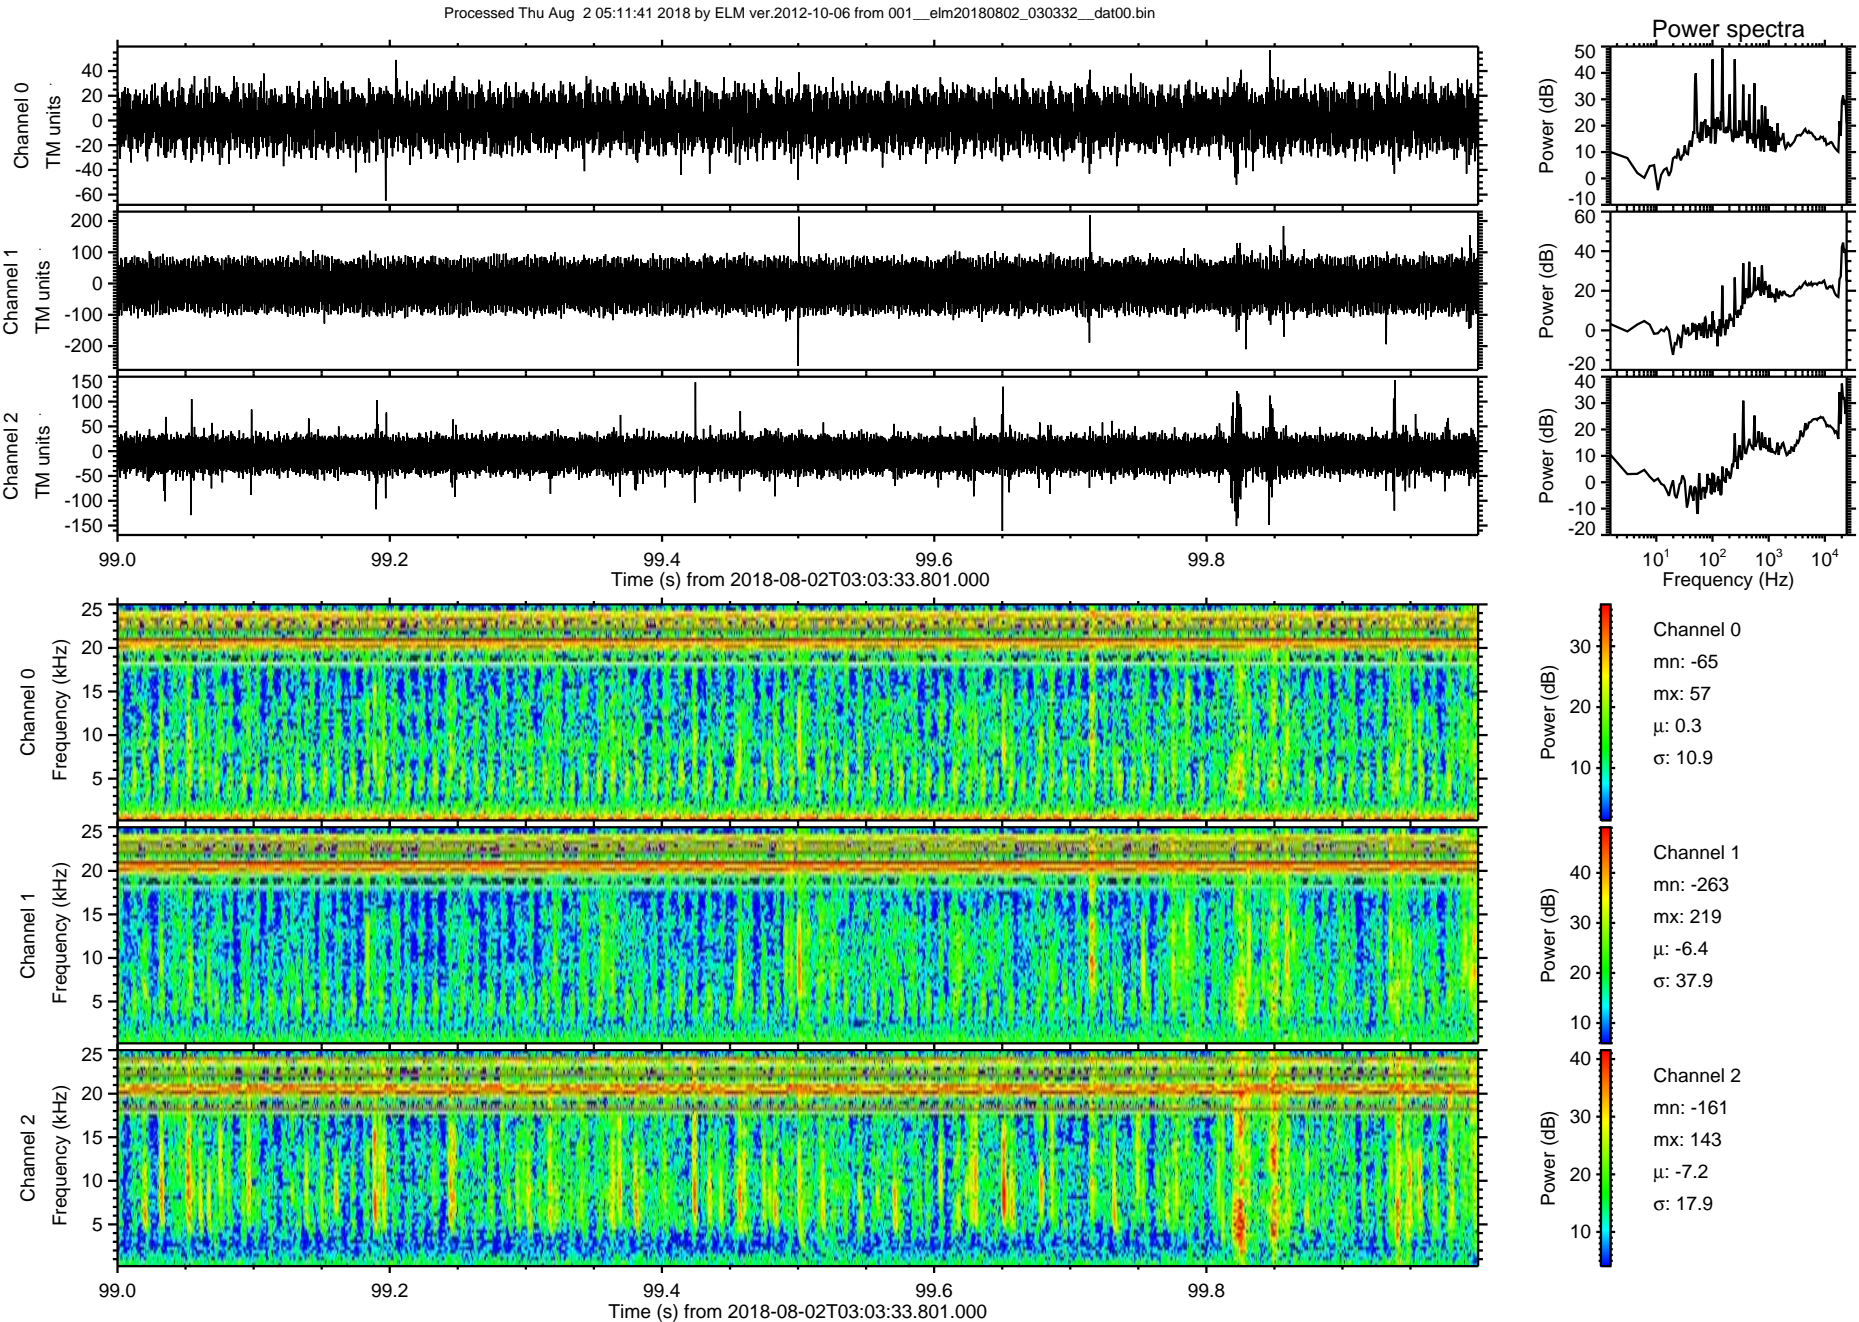 Processed Thu Aug  2 05:11:41 2018 by ELM ver.2012-10-06 from 001__elm20180802_030332__dat00.bin
Power spectra
Channel 0
TM units
40
20
0
-20
-40
-60
Power (dB)
50
40
30
20
10
0
-10
Channel 1
TM units
200
100
0
-100
-200
Power (dB)
60
40
20
0
-20
Channel 2
TM units
150
100
50
0
-50
-100
-150
Power (dB)
40
30
20
10
0
-10
-20
99.0 99.2 99.4 99.6 99.8
Time (s) from 2018-08-02T03:03:33.801.000
10¹ 10² 10³ 10⁴
Frequency (Hz)
Channel 0
Frequency (kHz)
25
20
15
10
5
Power (dB)
30
20
10
Channel 0
mn: -65
mx: 57
μ: 0.3
σ: 10.9
Channel 1
Frequency (kHz)
25
20
15
10
5
Power (dB)
40
30
20
10
Channel 1
mn: -263
mx: 219
μ: -6.4
σ: 37.9
Channel 2
Frequency (kHz)
25
20
15
10
5
Power (dB)
40
30
20
10
Channel 2
mn: -161
mx: 143
μ: -7.2
σ: 17.9
99.0 99.2 99.4 99.6 99.8
Time (s) from 2018-08-02T03:03:33.801.000